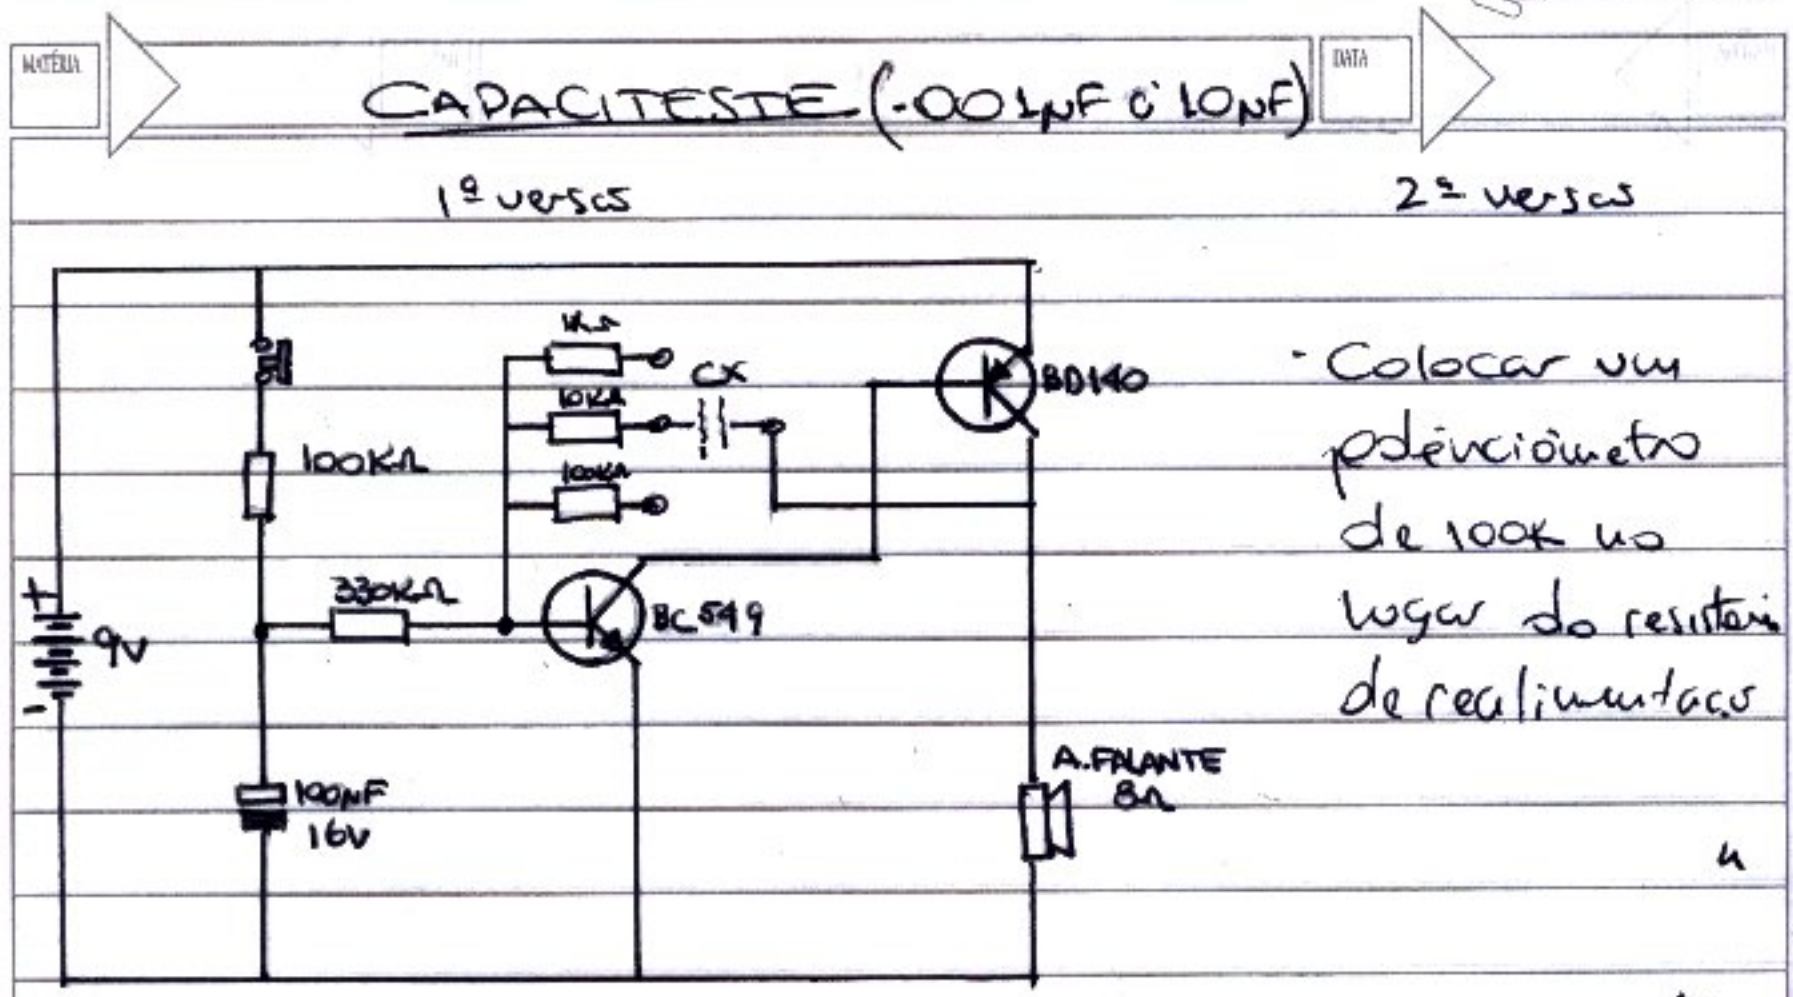 MATÉRIA
CAPACITESTE (.001µF à 10µF)
DATA
1ª versão
2ª versão
1KΩ
CX
10KΩ
BD140
· Colocar um
potênciômetro
100KΩ
100KΩ
de 100K no
330KΩ
BC549
lugar do resistor
+
9V
-
de realimentação
A.FALANTE
8Ω
100µF
16V